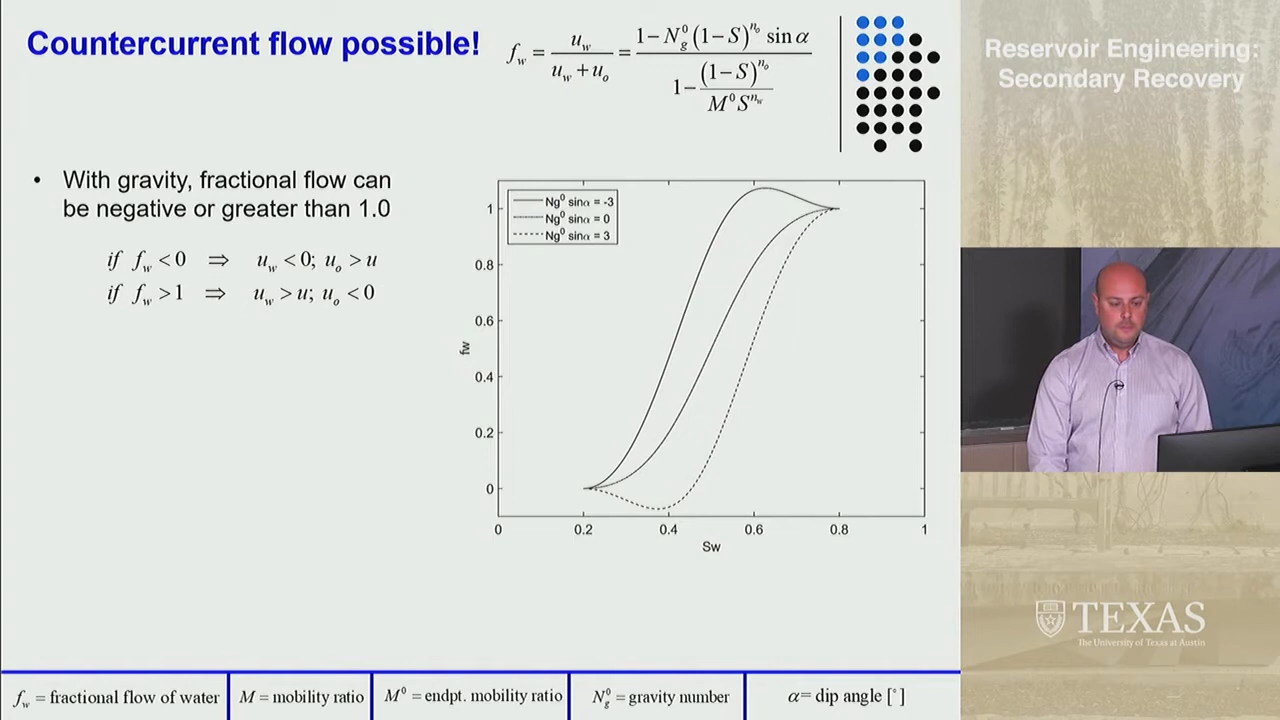 Countercurrent flow possible!
f_w = u_w / (u_w + u_o) = (1 − N_g^0 (1 − S)^{n_o} sin α) / (1 − (1 − S)^{n_o} / (M^0 S^{n_w}))
Reservoir Engineering:
Secondary Recovery
• With gravity, fractional flow can
be negative or greater than 1.0
if f_w < 0 ⇒ u_w < 0; u_o > u
if f_w > 1 ⇒ u_w > u; u_o < 0
Ng^0 sinα = -3
Ng^0 sinα = 0
Ng^0 sinα = 3
1
0.8
0.6
0.4
0.2
0
fw
0 0.2 0.4 0.6 0.8 1
Sw
TEXAS
The University of Texas at Austin
f_w = fractional flow of water
M = mobility ratio
M^0 = endpt. mobility ratio
N_g^0 = gravity number
α = dip angle [°]